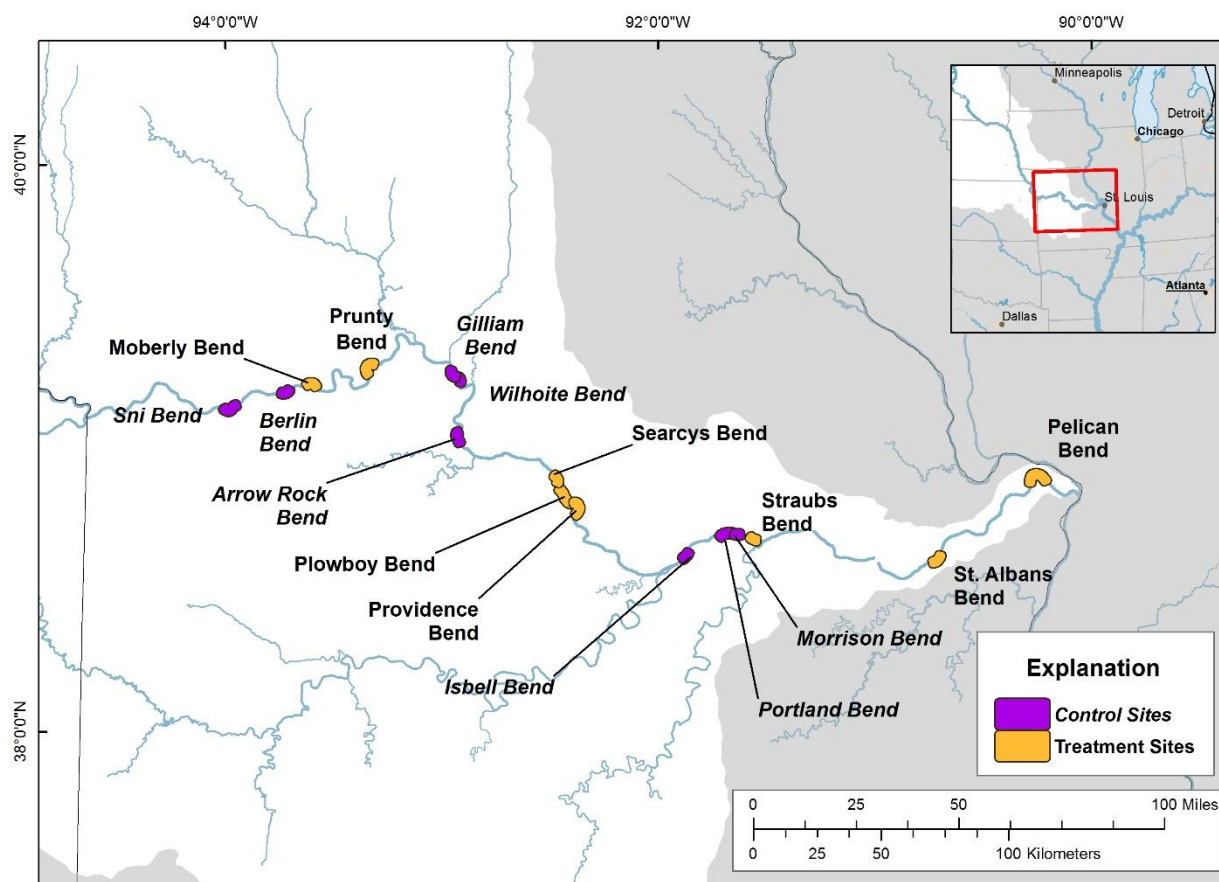 94°0'0"W
92°0'0"W
90°0'0"W
40°0'0"N
38°0'0"N
Minneapolis
Detroit
Chicago
St. Louis
Atlanta
Dallas
Prunty
Bend
Gilliam
Bend
Moberly Bend
Wilhoite Bend
Sni Bend
Berlin
Bend
Searcys Bend
Pelican
Bend
Arrow Rock
Bend
Straubs
Bend
Plowboy Bend
St. Albans
Bend
Providence
Bend
Morrison Bend
Isbell Bend
Portland Bend
Explanation
Control Sites
Treatment Sites
0 25 50 100 Miles
0 25 50 100 Kilometers